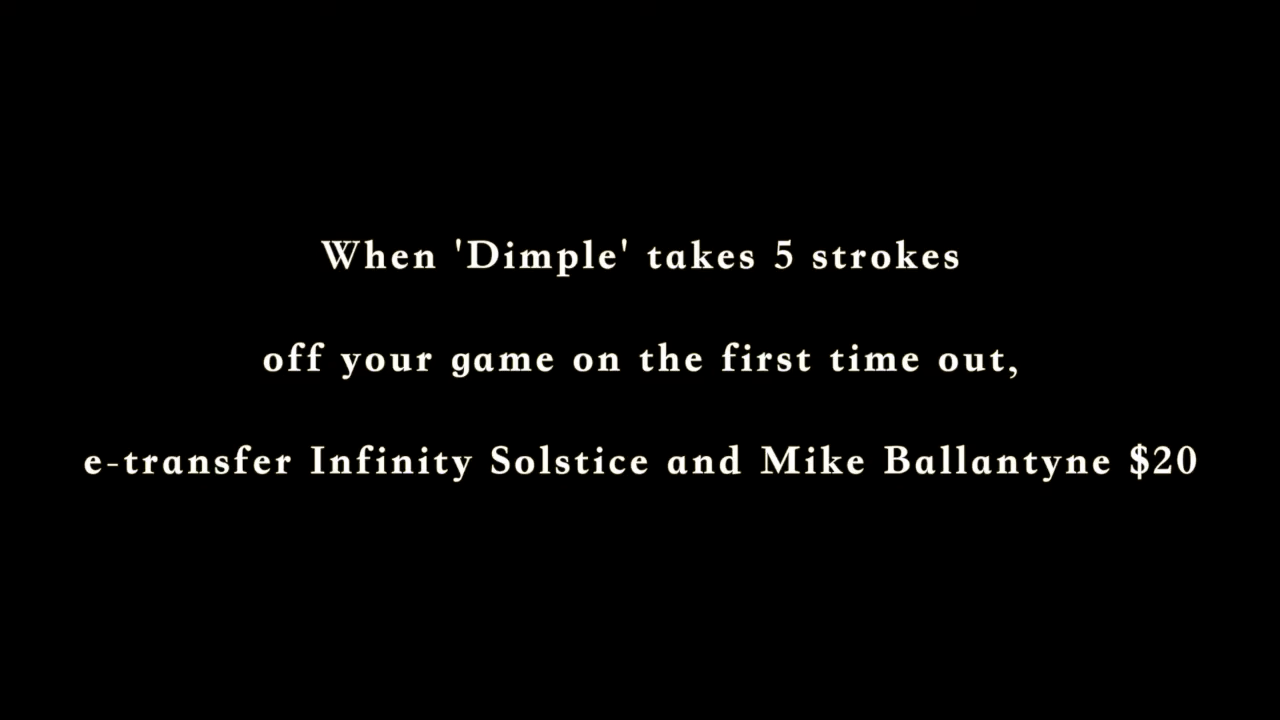 When 'Dimple' takes 5 strokes
off your game on the first time out,
e-transfer Infinity Solstice and Mike Ballantyne $20